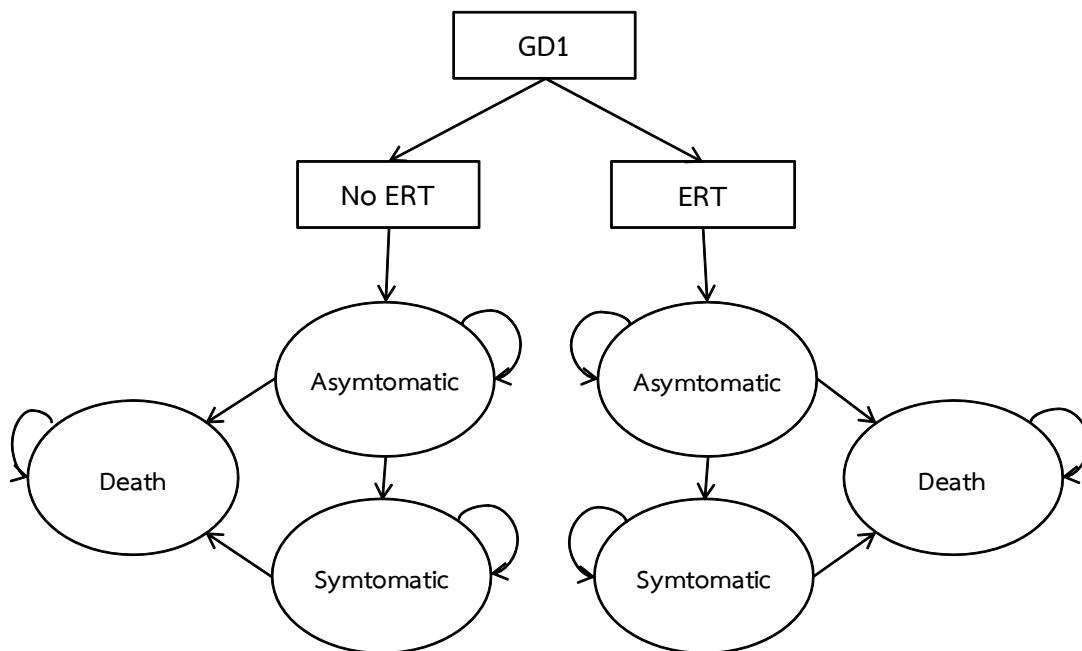 GD1
No ERT
ERT
Asymtomatic
Asymtomatic
Death
Death
Symtomatic
Symtomatic